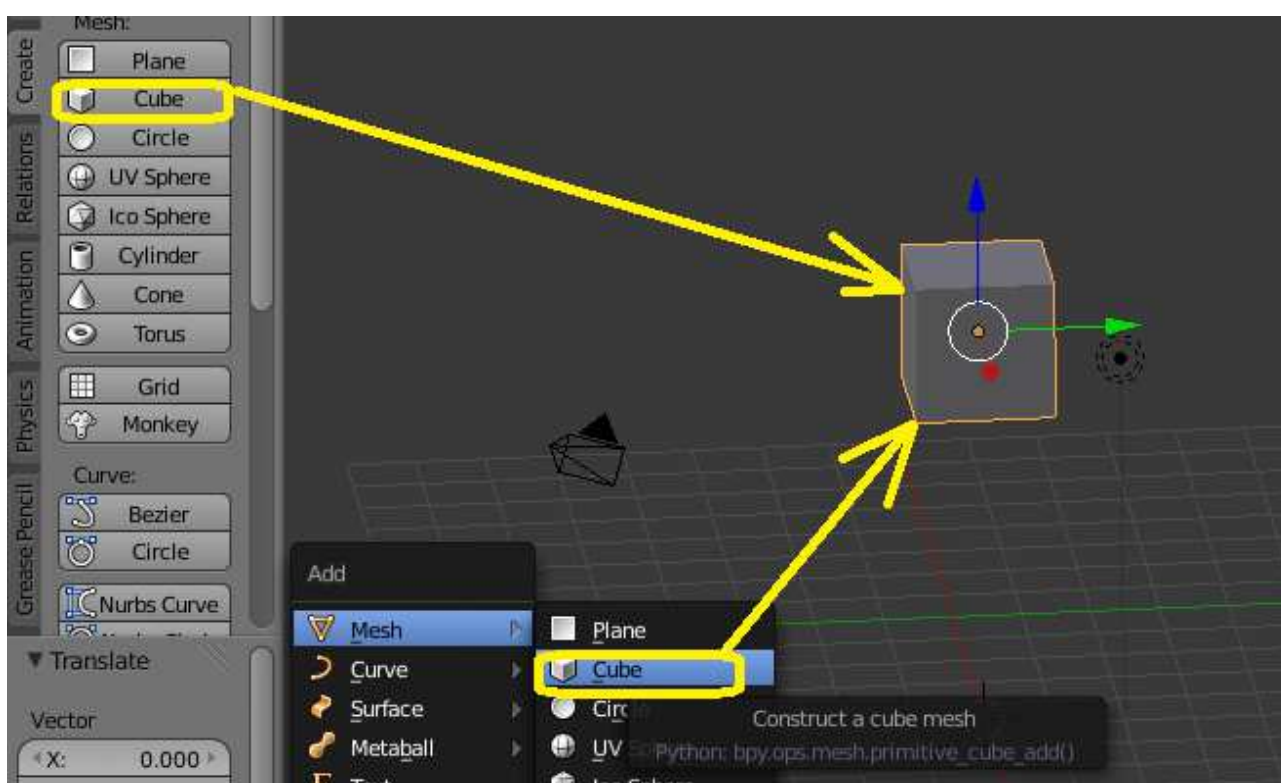 Mesh:
Create
Plane
Cube
Circle
Relations
UV Sphere
Ico Sphere
Animation
Cylinder
Cone
Torus
Physics
Grid
Monkey
Grease Pencil
Curve:
Bezier
Circle
Nurbs Curve
Translate
Vector
X: 0.000
Add
Mesh
Curve
Surface
Metaball
Plane
Cube
UV
Construct a cube mesh
Python: bpy.ops.mesh.primitive_cube_add()